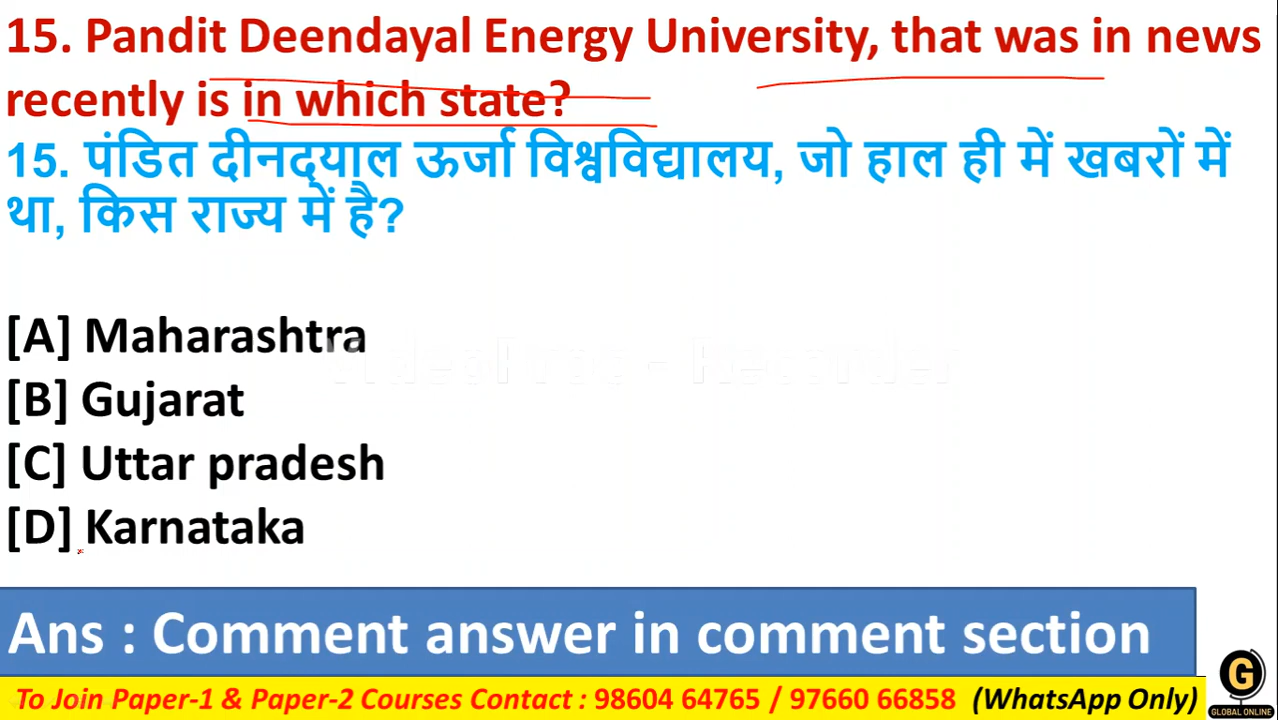 15. Pandit Deendayal Energy University, that was in news
recently is in which state?
15. पंडित दीनदयाल ऊर्जा विश्वविद्यालय, जो हाल ही में खबरों में
था, किस राज्य में है?
[A] Maharashtra
VideoProc - Recorder
[B] Gujarat
[C] Uttar pradesh
[D] Karnataka
Ans : Comment answer in comment section
To Join Paper-1 & Paper-2 Courses Contact : 98604 64765 / 97660 66858 (WhatsApp Only)
G
GLOBAL ONLINE